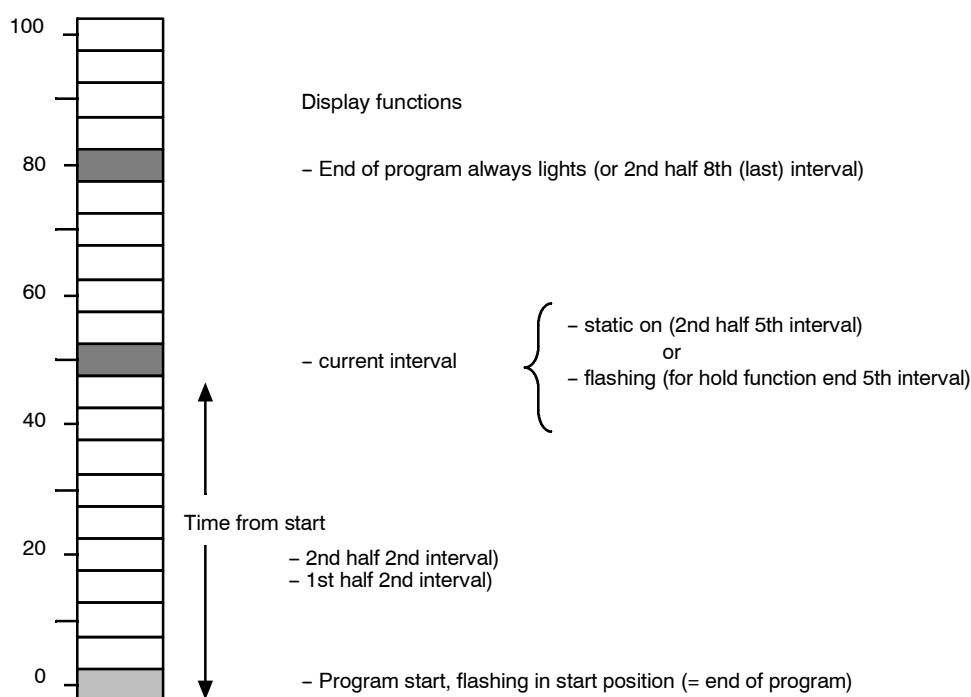 100
Display functions
80
– End of program always lights (or 2nd half 8th (last) interval)
60
– static on (2nd half 5th interval)
or
– current interval
– flashing (for hold function end 5th interval)
40
Time from start
20
– 2nd half 2nd interval)
– 1st half 2nd interval)
0
– Program start, flashing in start position (= end of program)